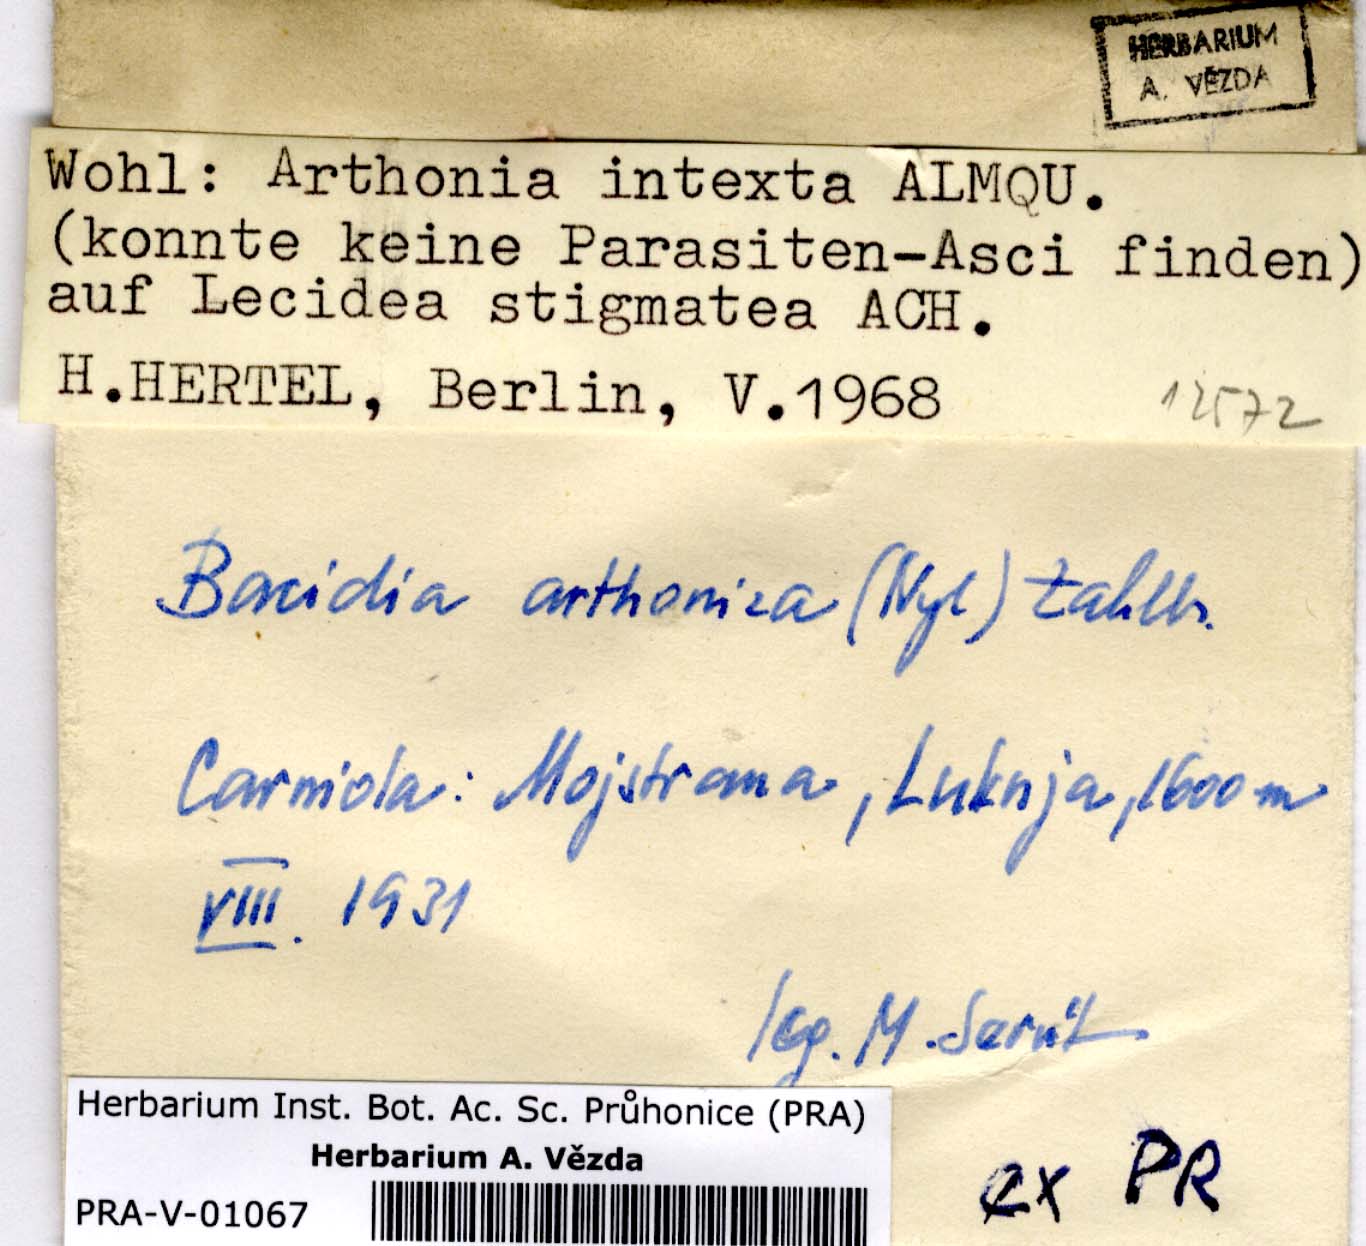 HERBARIUM
A. VĚZDA
Wohl: Arthonia intexta ALMQU.
(konnte keine Parasiten-Asci finden)
auf Lecidea stigmatea ACH.
H.HERTEL, Berlin, V.1968
12572
Bacidia arthoniza (Nyl) Zahlb.
Carniola: Mojstrana, Luknja, 1600 m
VIII. 1931
leg. M. Servít
Herbarium Inst. Bot. Ac. Sc. Průhonice (PRA)
Herbarium A. Vězda
PRA-V-01067
ex PR